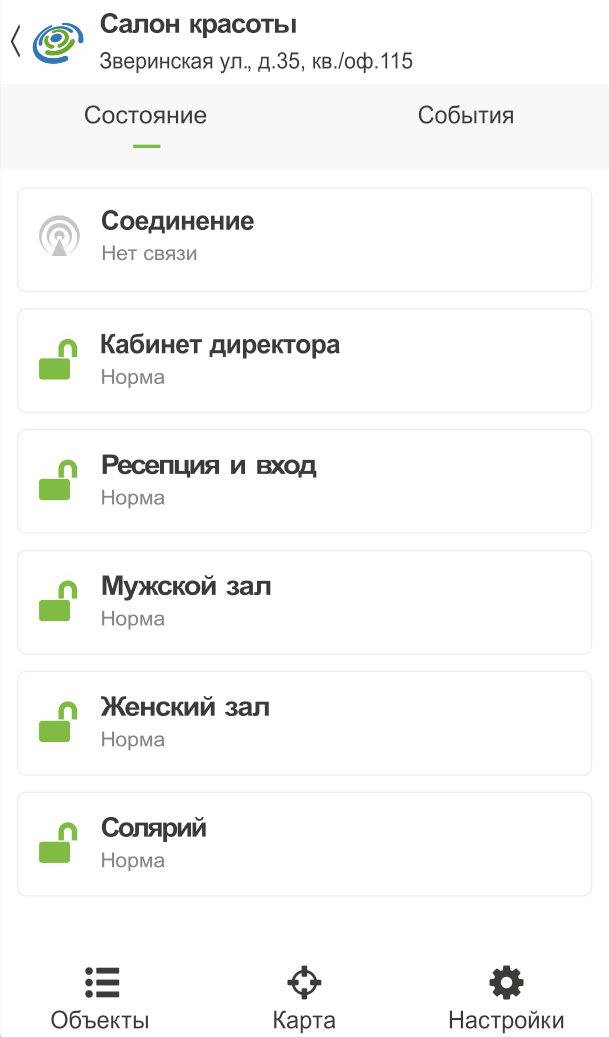 Салон красоты
Зверинская ул., д.35, кв./оф.115
Состояние
События
Соединение
Нет связи
Кабинет директора
Норма
Ресепция и вход
Норма
Мужской зал
Норма
Женский зал
Норма
Солярий
Норма
Объекты
Карта
Настройки